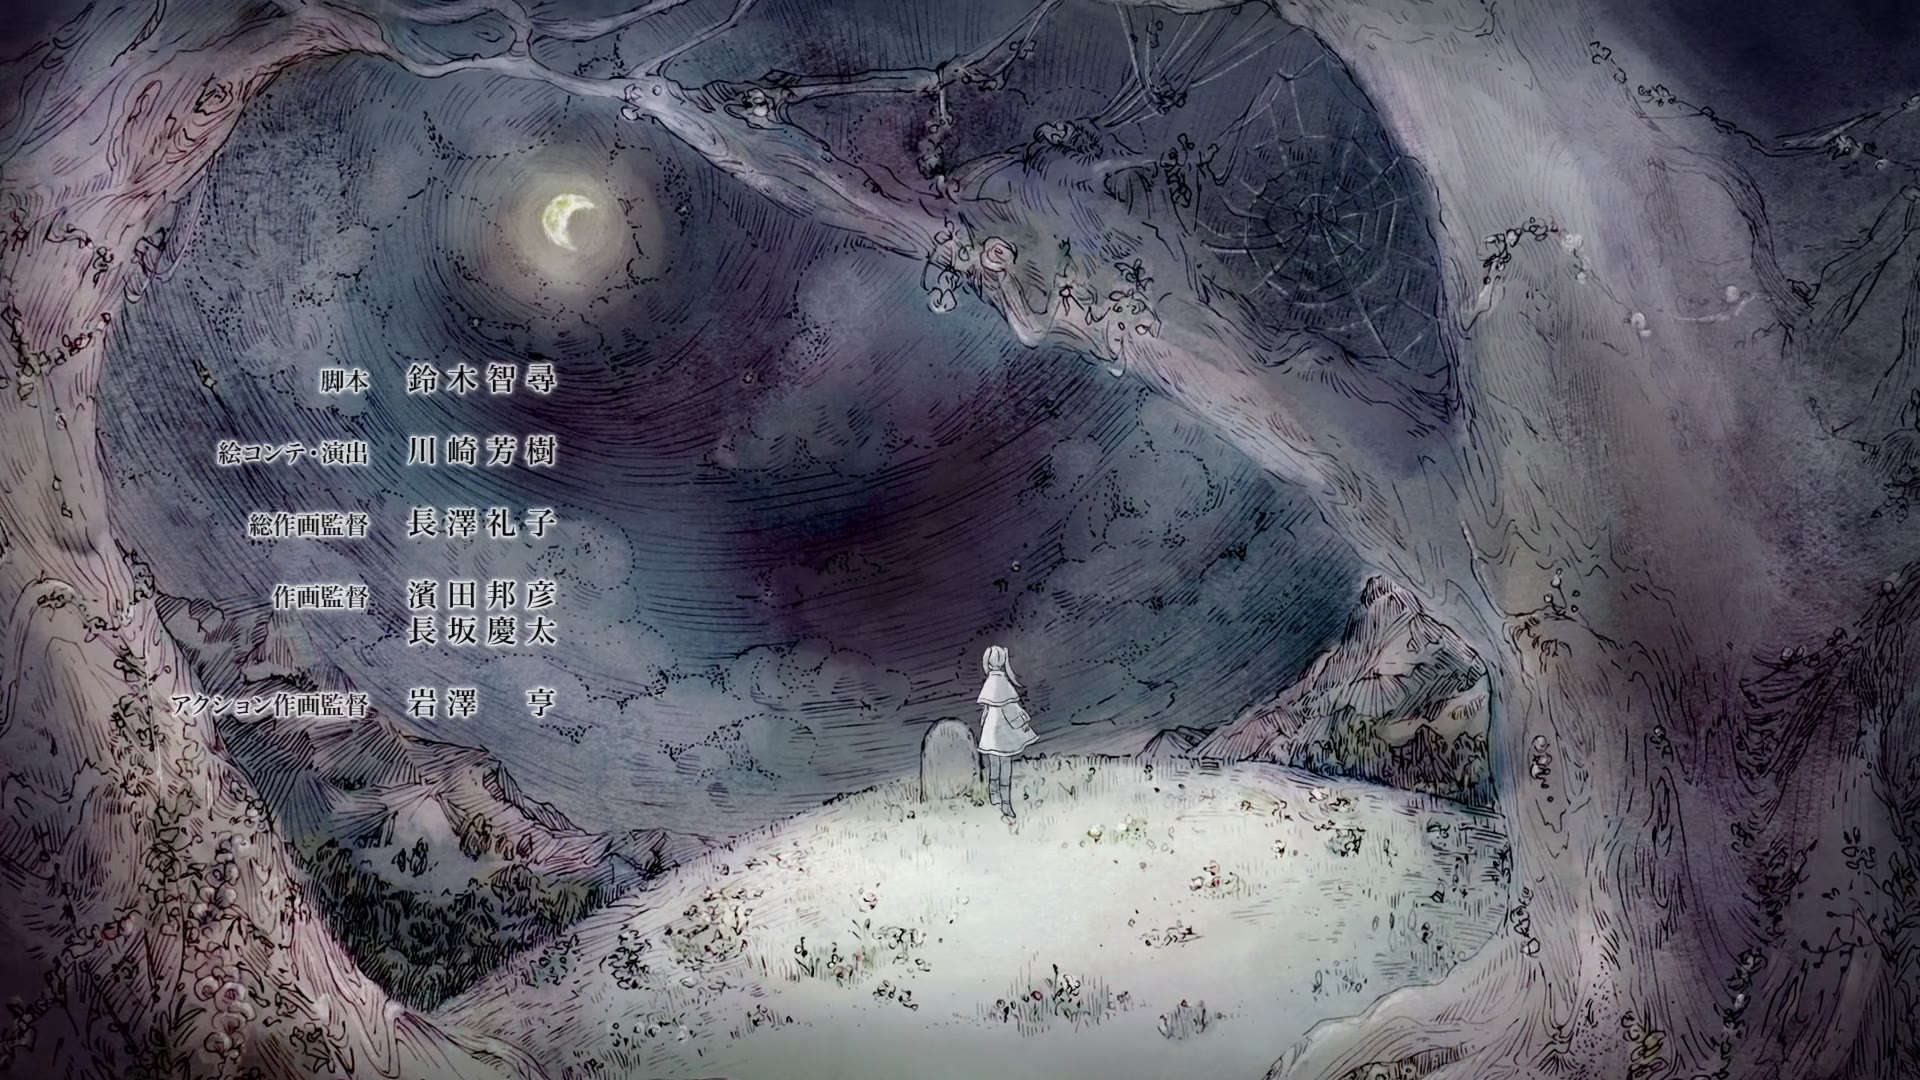 脚本 鈴木智尋
絵コンテ・演出 川崎芳樹
総作画監督 長澤礼子
作画監督 濱田邦彦
長坂慶太
アクション作画監督 岩澤 亨